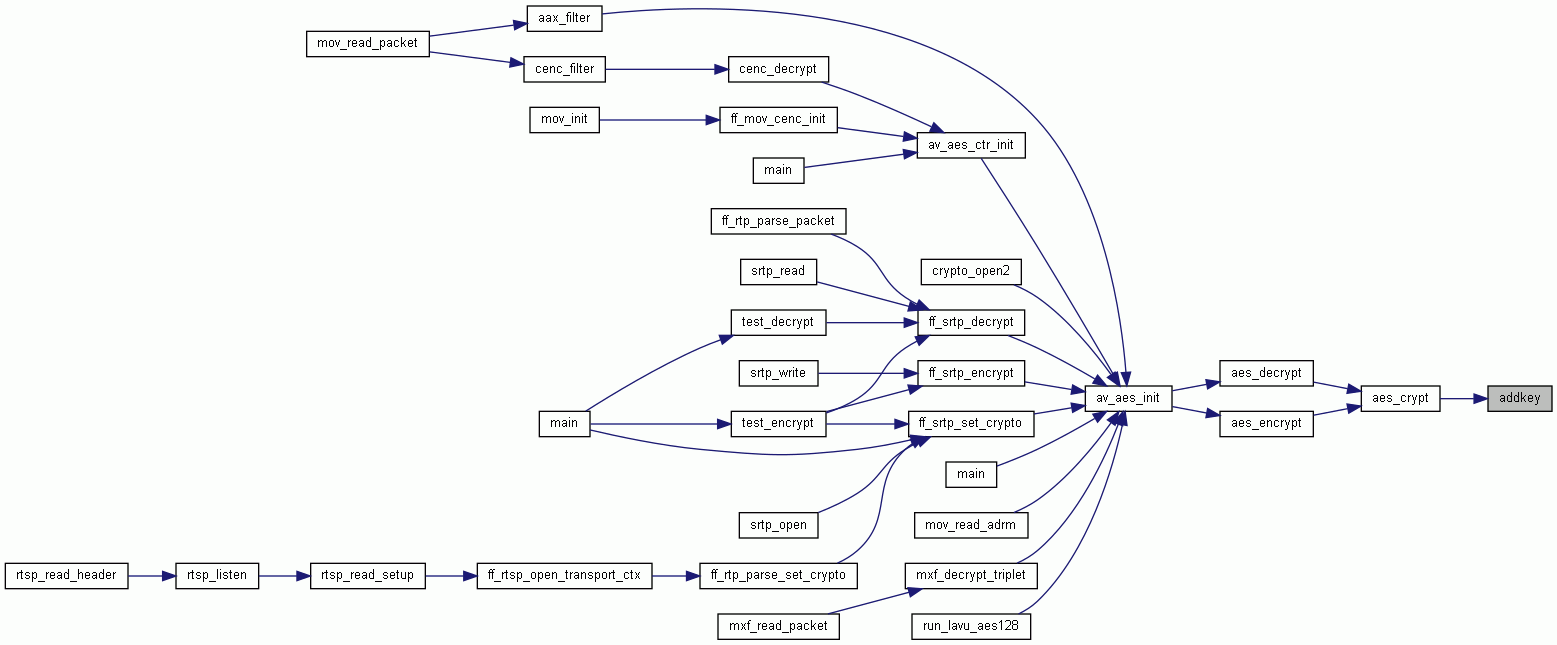 aax_filter
mov_read_packet
cenc_filter
cenc_decrypt
mov_init
ff_mov_cenc_init
av_aes_ctr_init
main
ff_rtp_parse_packet
srtp_read
crypto_open2
test_decrypt
ff_srtp_decrypt
srtp_write
ff_srtp_encrypt
aes_decrypt
av_aes_init
aes_crypt
addkey
main
test_encrypt
ff_srtp_set_crypto
aes_encrypt
main
srtp_open
mov_read_adrm
rtsp_read_header
rtsp_listen
rtsp_read_setup
ff_rtsp_open_transport_ctx
ff_rtp_parse_set_crypto
mxf_decrypt_triplet
mxf_read_packet
run_lavu_aes128